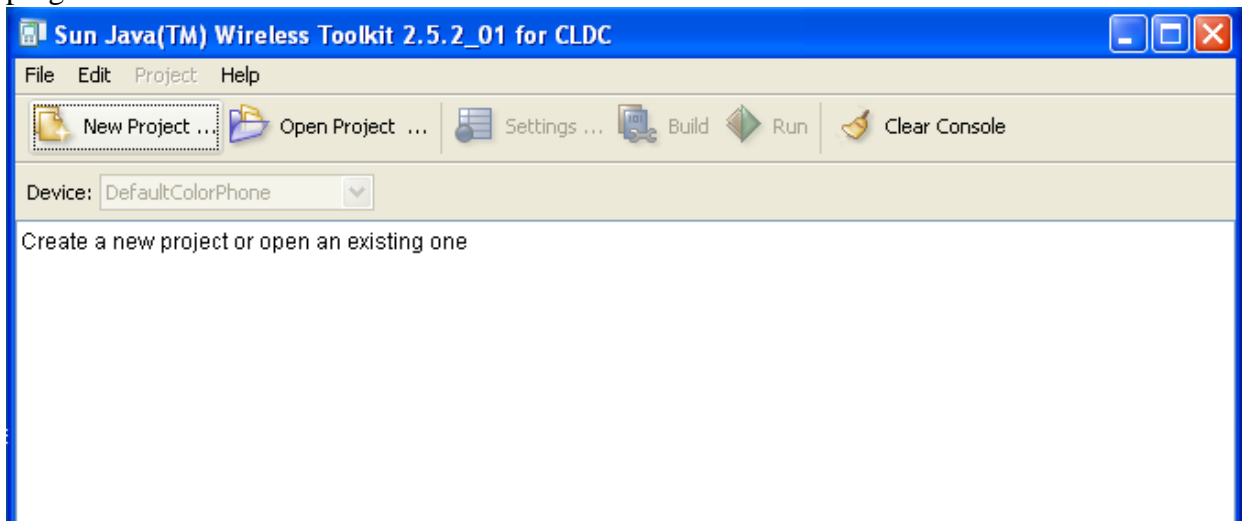 Sun Java(TM) Wireless Toolkit 2.5.2_01 for CLDC
File Edit Project Help
New Project ... Open Project ... Settings ... Build Run Clear Console
Device: DefaultColorPhone
Create a new project or open an existing one